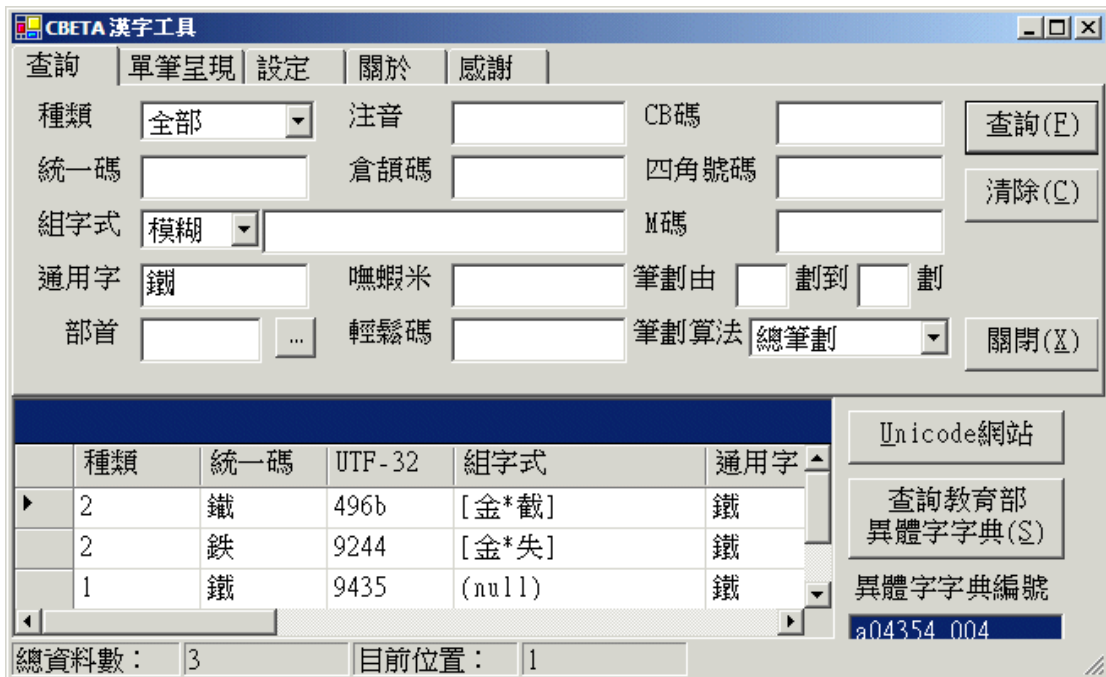 CBETA 漢字工具
查詢 單筆呈現 設定 關於 感謝
種類 全部 注音 CB碼 查詢(F)
統一碼 倉頡碼 四角號碼 清除(C)
組字式 模糊 M碼
通用字 鐵 嘸蝦米 筆劃由 劃到 劃
部首 ... 輕鬆碼 筆劃算法 總筆劃 關閉(X)
種類 統一碼 UTF-32 組字式 通用字
2 䥫 496b [金*截] 鐵
2 鉄 9244 [金*失] 鐵
1 鐵 9435 (null) 鐵
Unicode網站
查詢教育部
異體字字典(S)
異體字字典編號
a04354 004
總資料數： 3 目前位置： 1